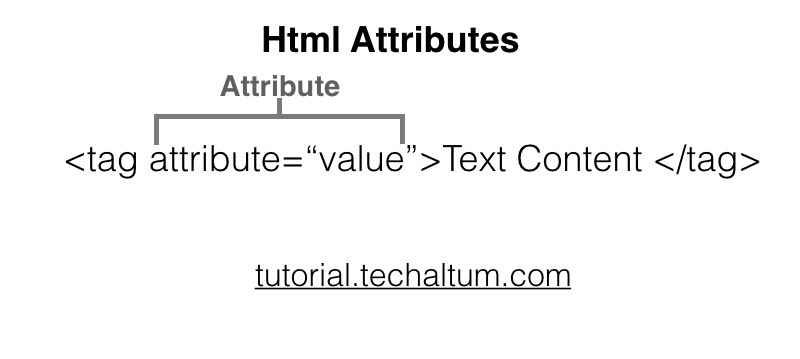 Html Attributes
Attribute
<tag attribute=“value”>Text Content </tag>
tutorial.techaltum.com